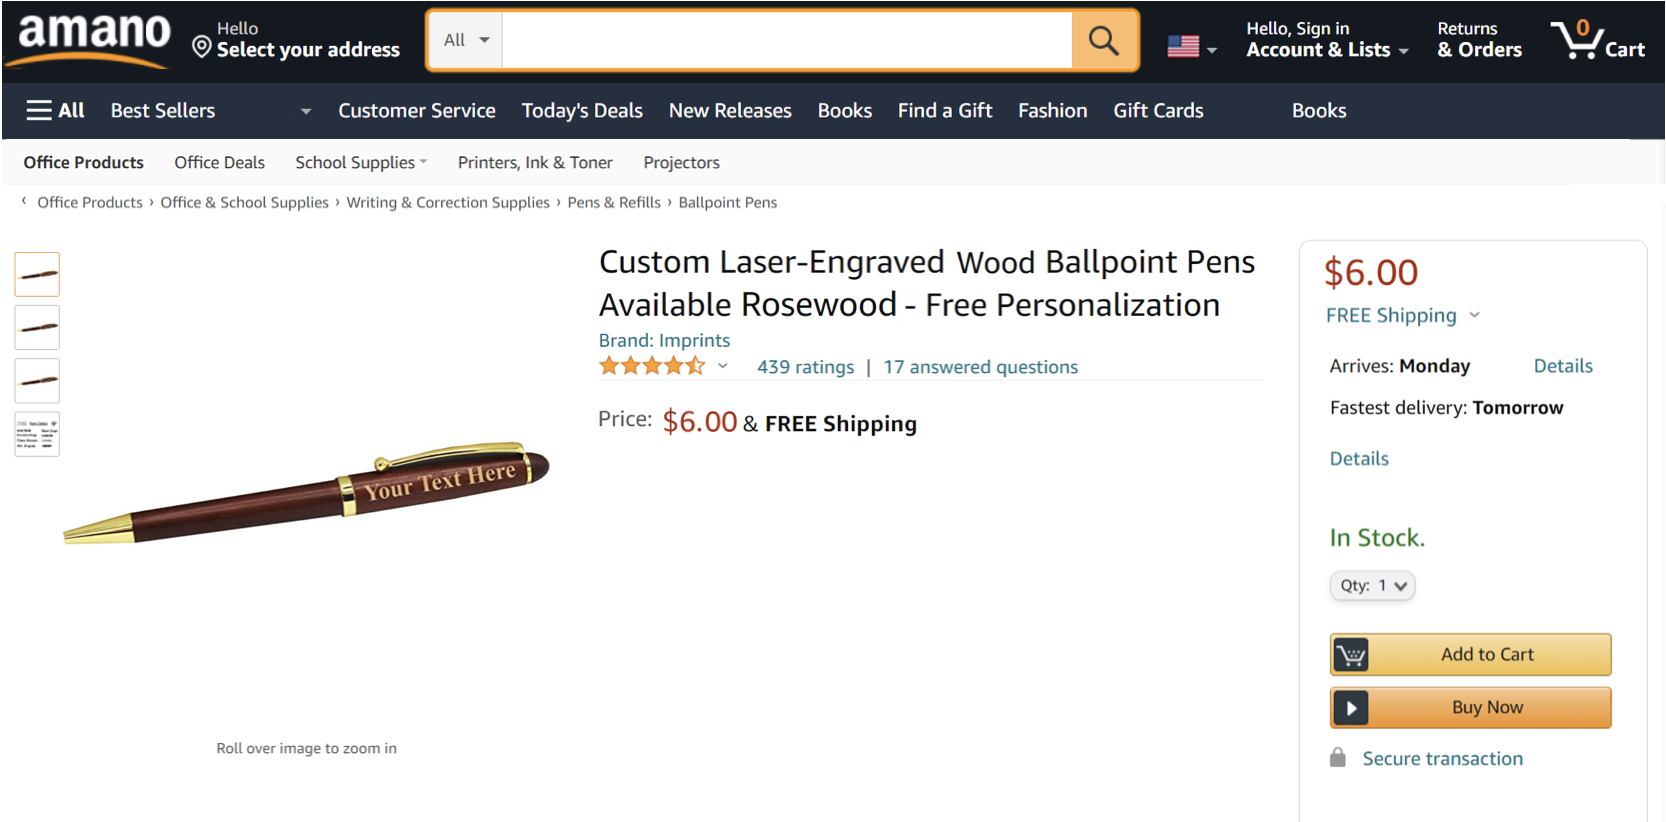 amano
Hello
Select your address
All
Hello, Sign in
Account & Lists
Returns
& Orders
0
Cart
All Best Sellers Customer Service Today's Deals New Releases Books Find a Gift Fashion Gift Cards Books
Office Products Office Deals School Supplies Printers, Ink & Toner Projectors
‹ Office Products › Office & School Supplies › Writing & Correction Supplies › Pens & Refills › Ballpoint Pens
Your Text Here
Roll over image to zoom in
Custom Laser-Engraved Wood Ballpoint Pens
Available Rosewood - Free Personalization
Brand: Imprints
439 ratings | 17 answered questions
Price: $6.00 & FREE Shipping
$6.00
FREE Shipping
Arrives: Monday Details
Fastest delivery: Tomorrow
Details
In Stock.
Qty: 1
Add to Cart
Buy Now
Secure transaction